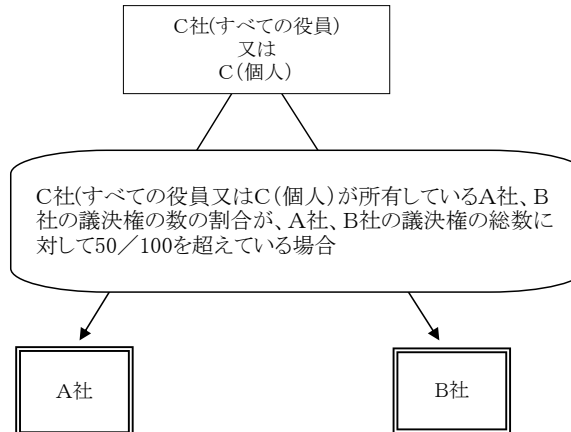 C社(すべての役員)
又は
C(個人)
C社(すべての役員又はC(個人)が所有しているA社、B
社の議決権の数の割合が、A社、B社の議決権の総数に
対して50/100を超えている場合
A社
B社